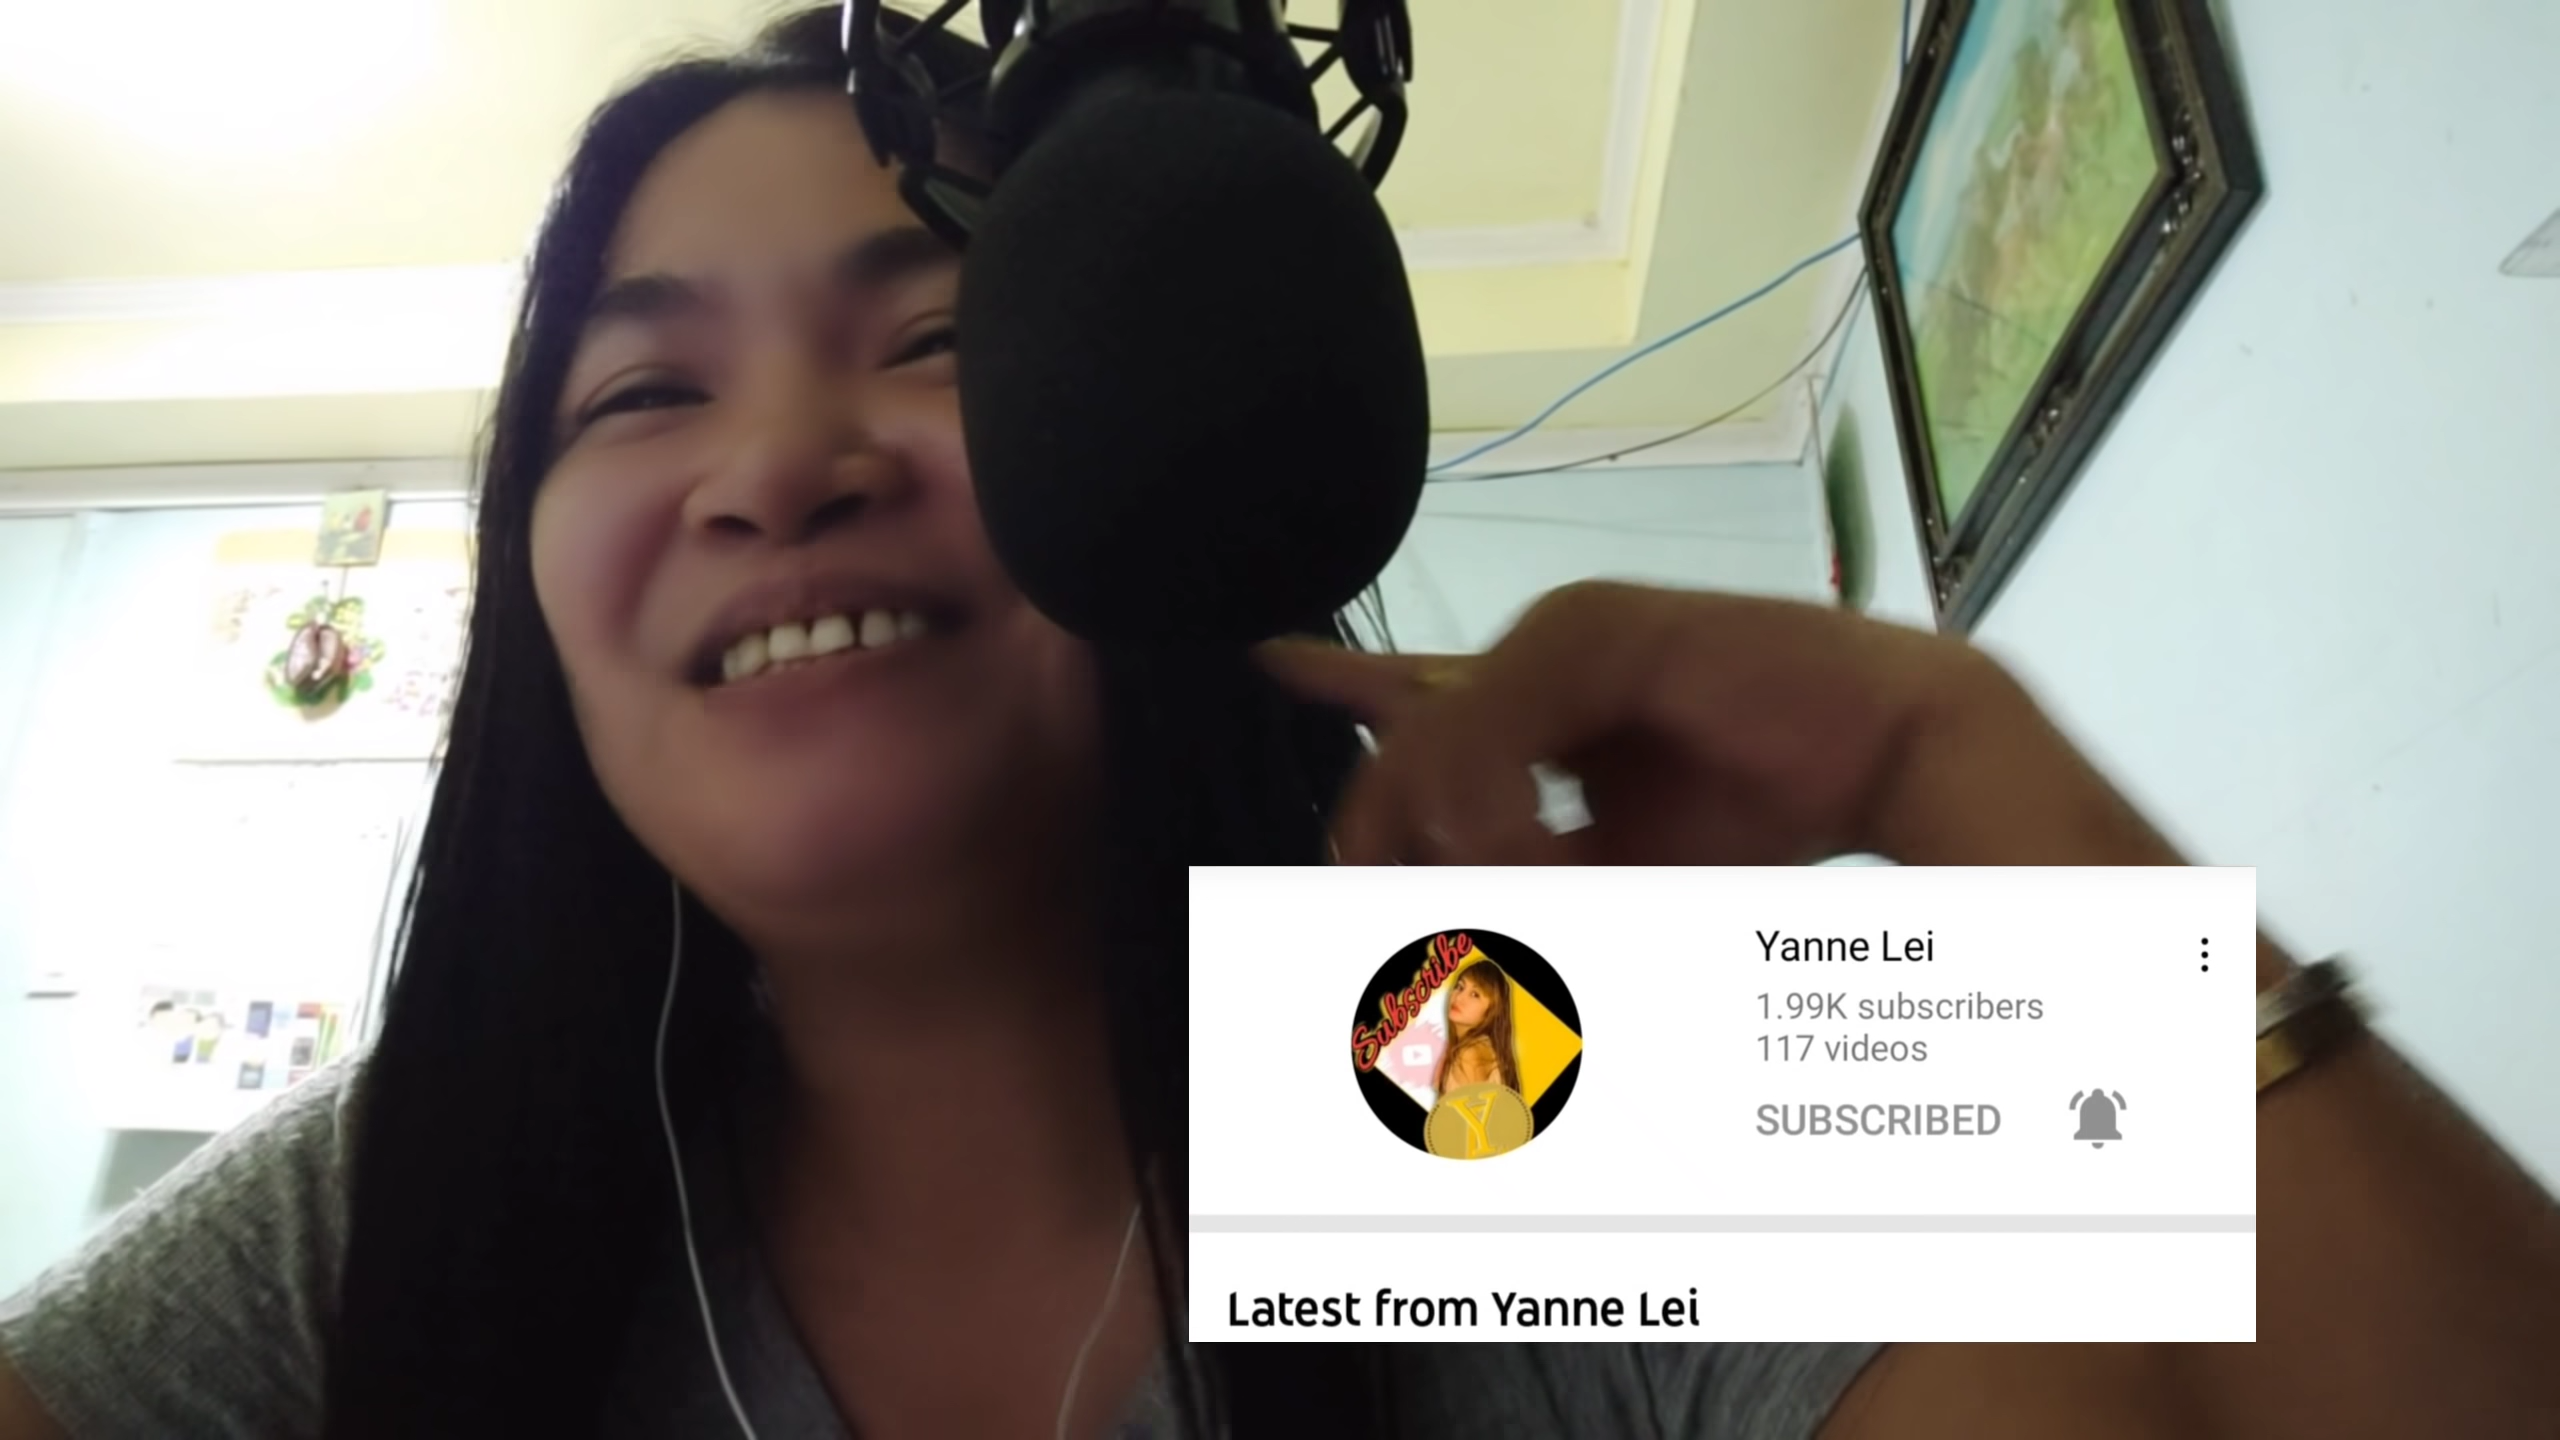 Subscribe
Y
Yanne Lei
1.99K subscribers
117 videos
SUBSCRIBED
Latest from Yanne Lei